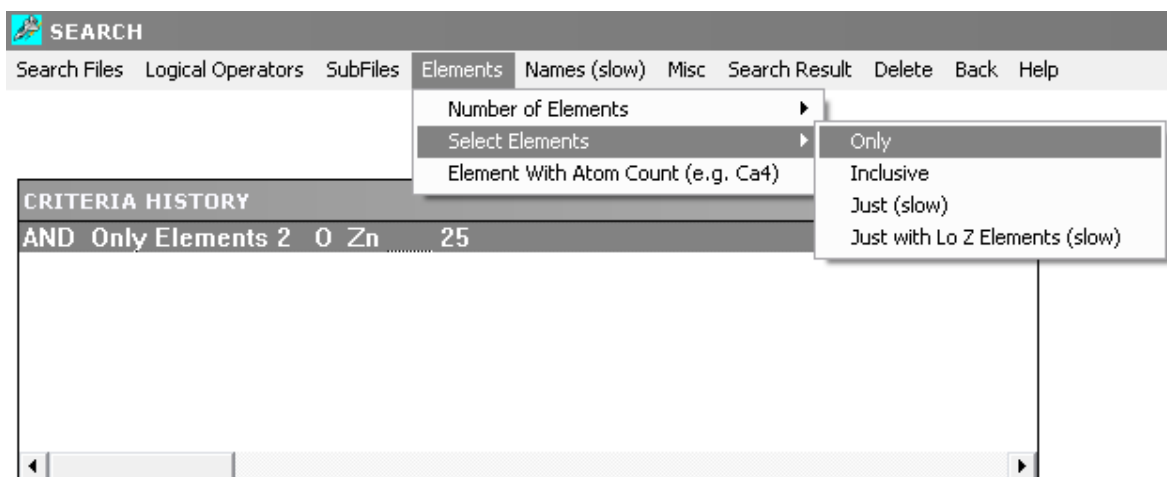 SEARCH
Search Files Logical Operators SubFiles Elements Names (slow) Misc Search Result Delete Back Help
Number of Elements
Select Elements
Element With Atom Count (e.g. Ca4)
Only
Inclusive
Just (slow)
Just with Lo Z Elements (slow)
CRITERIA HISTORY
AND Only Elements 2 O Zn 25